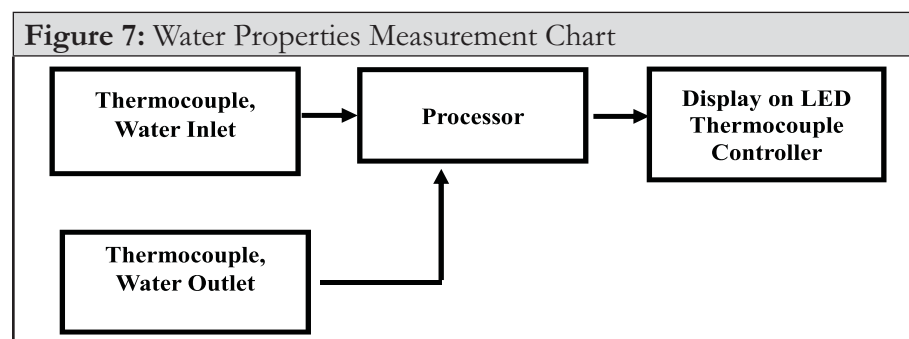 Figure 7: Water Properties Measurement Chart
Thermocouple,
Water Inlet
Processor
Display on LED
Thermocouple
Controller
Thermocouple,
Water Outlet